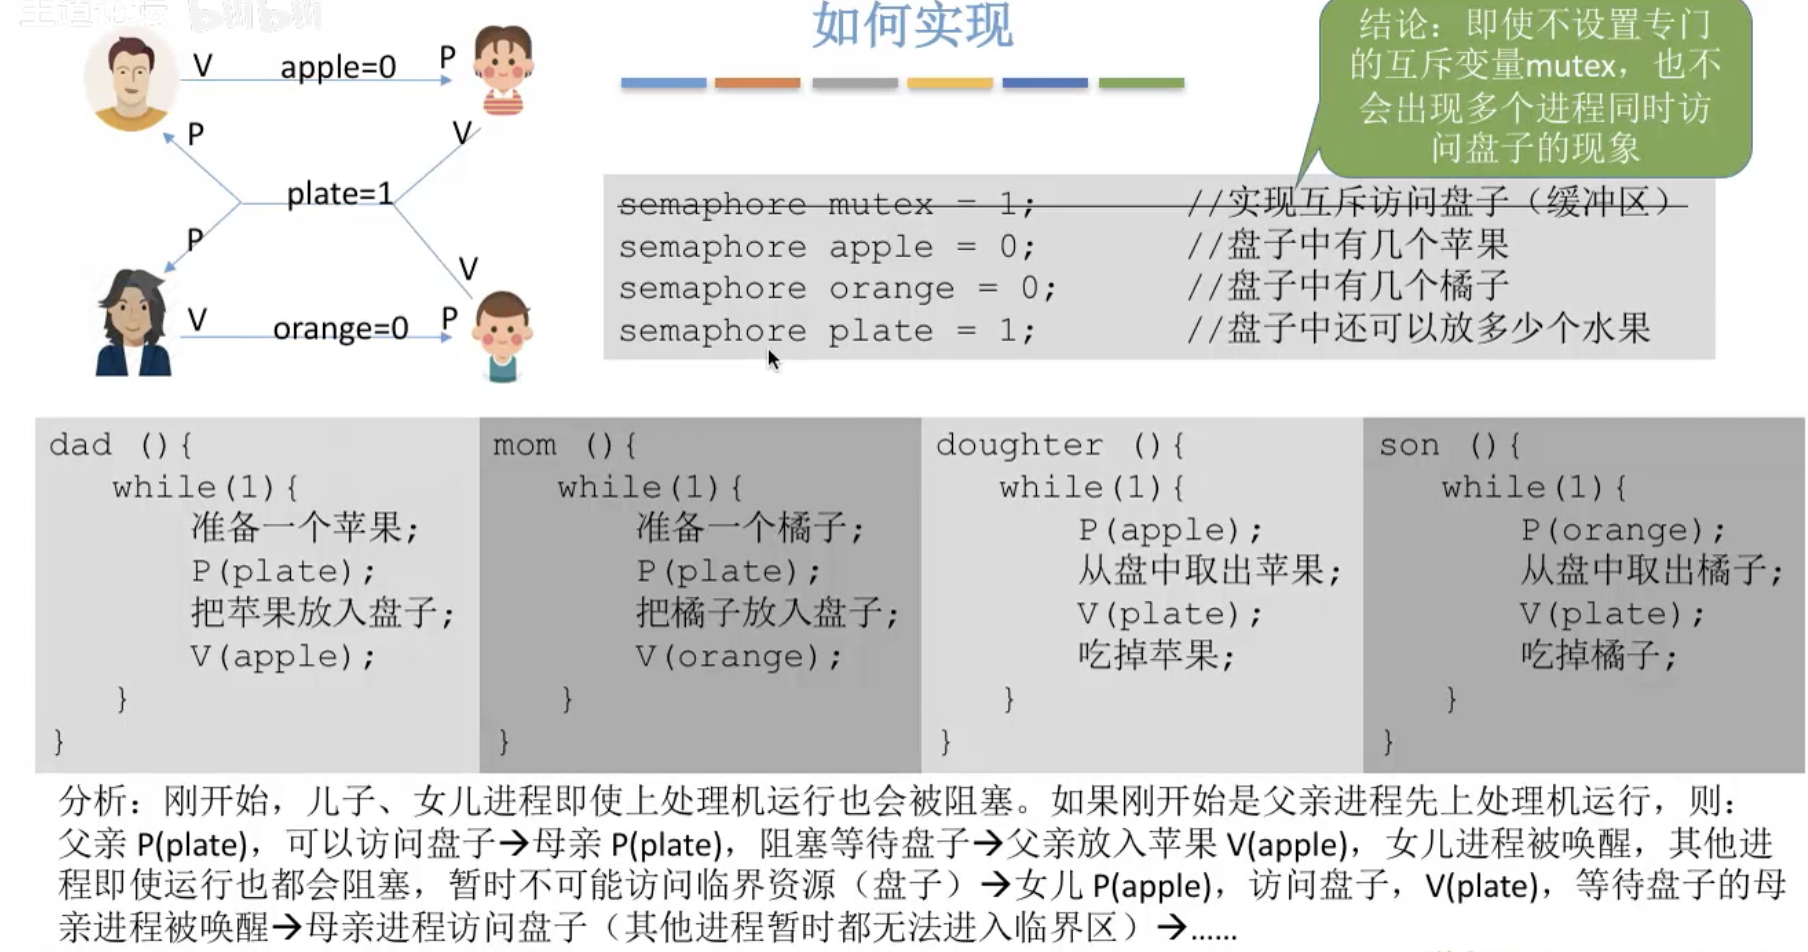 王道论坛 bilibili
如何实现
V apple=0 P
P V
plate=1
P V
V orange=0 P
结论：即使不设置专门
的互斥变量mutex，也不
会出现多个进程同时访
问盘子的现象
semaphore mutex = 1; //实现互斥访问盘子（缓冲区）
semaphore apple = 0; //盘子中有几个苹果
semaphore orange = 0; //盘子中有几个橘子
semaphore plate = 1; //盘子中还可以放多少个水果
dad (){
while(1){
准备一个苹果;
P(plate);
把苹果放入盘子;
V(apple);
}
}
mom (){
while(1){
准备一个橘子;
P(plate);
把橘子放入盘子;
V(orange);
}
}
doughter (){
while(1){
P(apple);
从盘中取出苹果;
V(plate);
吃掉苹果;
}
}
son (){
while(1){
P(orange);
从盘中取出橘子;
V(plate);
吃掉橘子;
}
}
分析：刚开始，儿子、女儿进程即使上处理机运行也会被阻塞。如果刚开始是父亲进程先上处理机运行，则：
父亲 P(plate)，可以访问盘子→母亲 P(plate)，阻塞等待盘子→父亲放入苹果 V(apple)，女儿进程被唤醒，其他进
程即使运行也都会阻塞，暂时不可能访问临界资源（盘子）→女儿 P(apple)，访问盘子，V(plate)，等待盘子的母
亲进程被唤醒→母亲进程访问盘子（其他进程暂时都无法进入临界区）→......